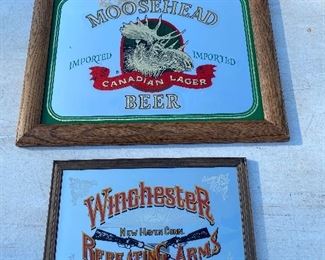 MOOSEHEAD
IMPORTED IMPORTED
CANADIAN LAGER
BEER
WINCHESTER
NEW HAVEN CONN.
REPEATING ARMS